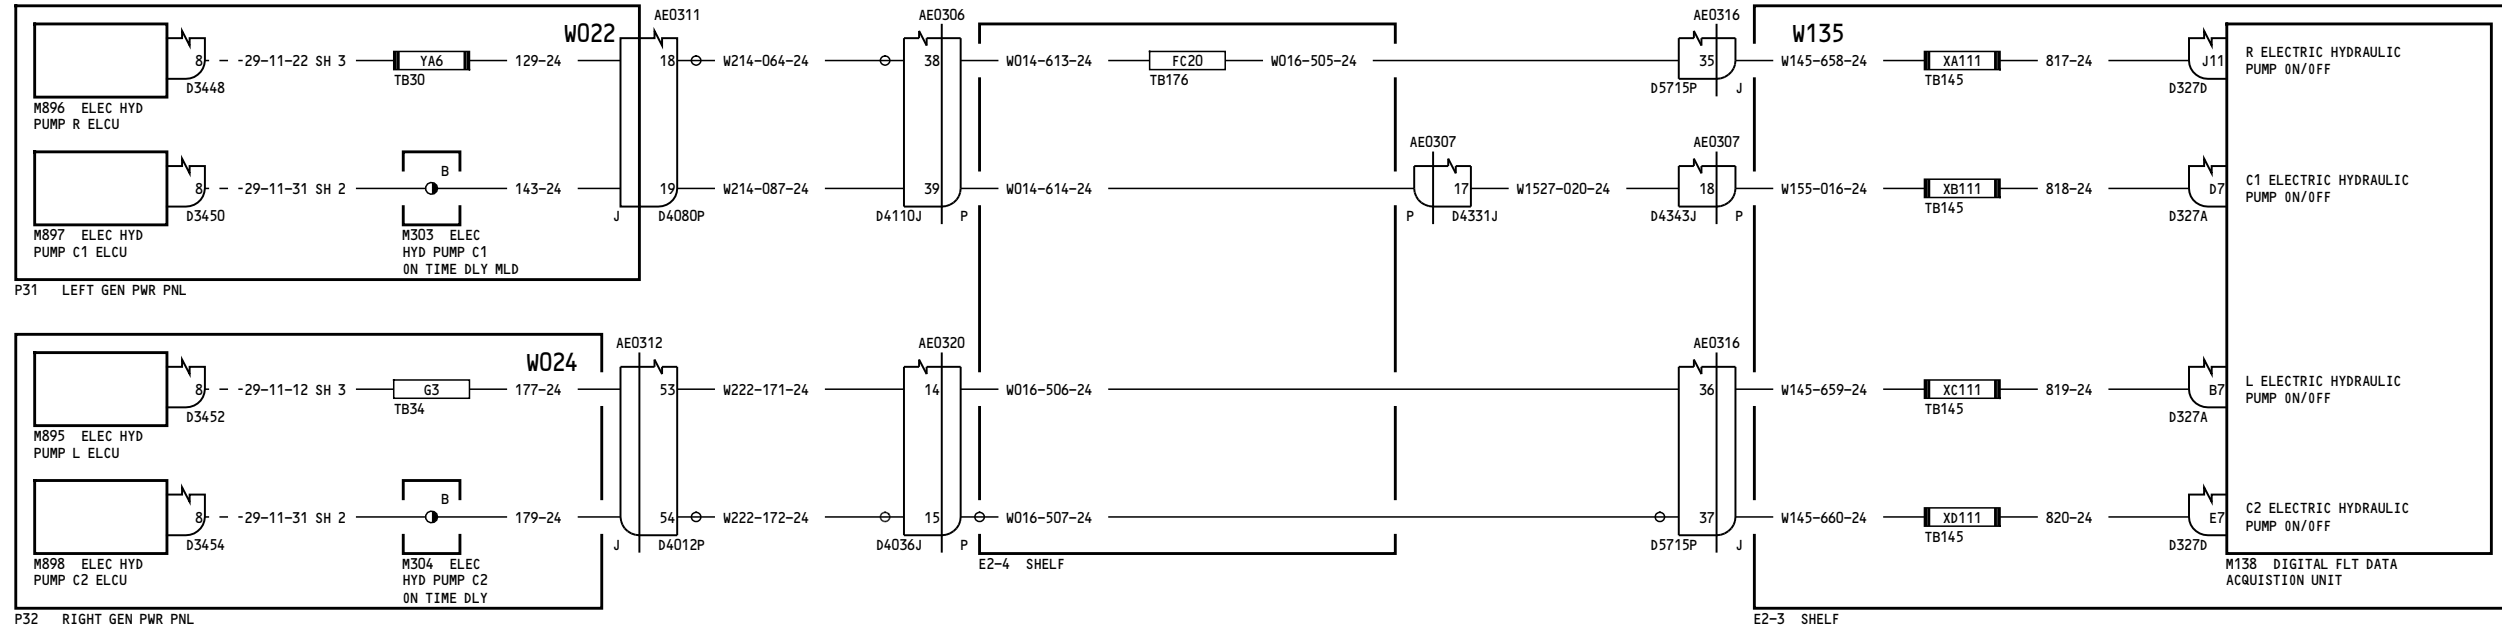 AE0311
AE0306
AE0316
W022
W135
8
-29-11-22 SH 3
YA6
129-24
18
W214-064-24
38
W014-613-24
FC20
W016-505-24
35
W145-658-24
XA111
817-24
J11
R ELECTRIC HYDRAULIC
PUMP ON/OFF
D3448
TB30
TB176
D5715P
J
TB145
D327D
M896 ELEC HYD
PUMP R ELCU
AE0307
AE0307
8
-29-11-31 SH 2
B
143-24
19
W214-087-24
39
W014-614-24
17
W1527-020-24
18
W155-016-24
XB111
818-24
D7
C1 ELECTRIC HYDRAULIC
PUMP ON/OFF
D3450
J
D4080P
D4110J
P
P
D4331J
D4343J
P
TB145
D327A
M897 ELEC HYD
PUMP C1 ELCU
M303 ELEC
HYD PUMP C1
ON TIME DLY MLD
P31 LEFT GEN PWR PNL
AE0312
AE0320
AE0316
W024
8
-29-11-12 SH 3
G3
177-24
53
W222-171-24
14
W016-506-24
36
W145-659-24
XC111
819-24
B7
L ELECTRIC HYDRAULIC
PUMP ON/OFF
D3452
TB34
TB145
D327A
M895 ELEC HYD
PUMP L ELCU
8
-29-11-31 SH 2
B
179-24
54
W222-172-24
15
W016-507-24
37
W145-660-24
XD111
820-24
E7
C2 ELECTRIC HYDRAULIC
PUMP ON/OFF
D3454
J
D4012P
D4036J
P
D5715P
J
TB145
D327D
M898 ELEC HYD
PUMP C2 ELCU
M304 ELEC
HYD PUMP C2
ON TIME DLY
E2-4 SHELF
M138 DIGITAL FLT DATA
ACQUISTION UNIT
P32 RIGHT GEN PWR PNL
E2-3 SHELF